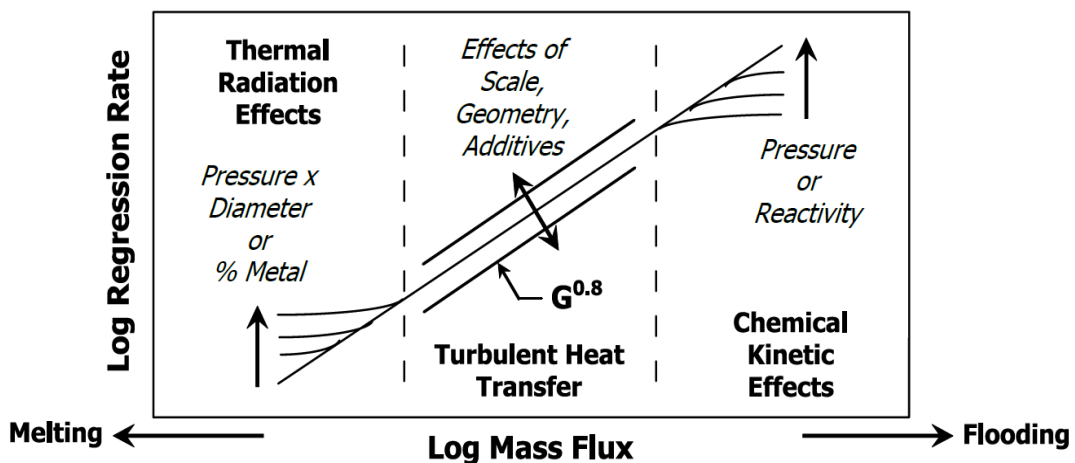 Thermal
Radiation
Effects
Pressure x
Diameter
or
% Metal
Effects of
Scale,
Geometry,
Additives
G^0.8
Turbulent Heat
Transfer
Pressure
or
Reactivity
Chemical
Kinetic
Effects
Log Regression Rate
Melting
Log Mass Flux
Flooding